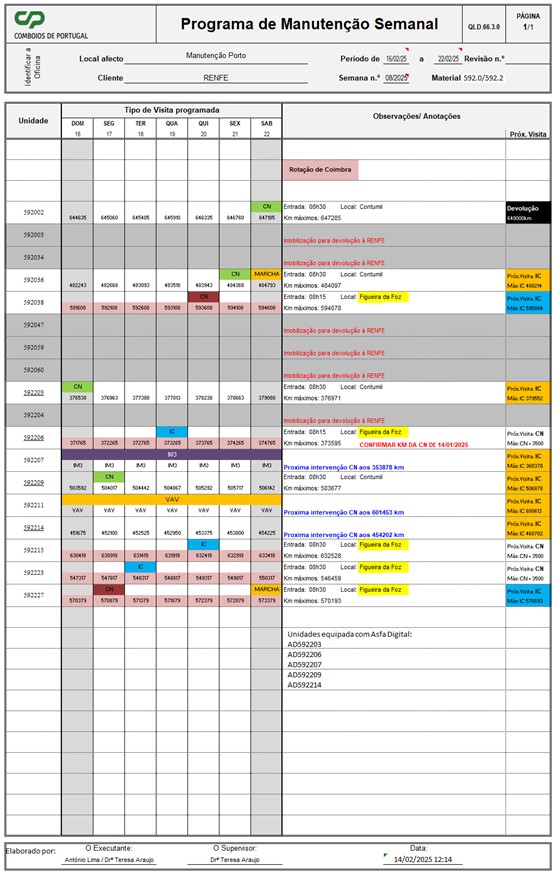 CP
COMBOIOS DE PORTUGAL
Programa de Manutenção Semanal
QLD.66.3.0
PÁGINA
1/1
Identificar a Oficina
Local afecto Manutenção Porto
Periodo de 16/02/25 a 22/02/25 Revisão n.º
Cliente RENFE
Semana n.º 08/2025 Material 592.0/592.2
Unidade Tipo de Visita programada Observações/ Anotações Próx. Visita
DOM SEG TER QUA QUI SEX SAB
16 17 18 19 20 21 22
Rotação de Coimbra
592002 CN Entrada: 08h30 Local: Contumil Devolução
644635 645060 645485 645910 646335 646760 647185 Km máximos: 647285 649000km
592003 Imobilização para devolução à RENFE
592034 Imobilização para devolução à RENFE
592036 CN MARCHA Entrada: 08h30 Local: Contumil Próx.Visita: IC
482243 482668 483093 483518 483943 484368 484793 Km máximos: 484097 Máx:IC 488214
592038 CN Entrada: 08h15 Local: Figueira da Foz Próx.Visita: IC
591608 592108 592608 593108 593608 594108 594608 Km máximos: 594078
592047 Imobilização para devolução à RENFE
592059 Imobilização para devolução à RENFE
592060 Imobilização para devolução à RENFE
592203 CN Entrada: 08h30 Local: Contumil Próx.Visita: IC
376538 376963 377388 377813 378238 378663 379088 Km máximos: 376971 Máx:IC 379552
592204 Imobilização para devolução à RENFE
592206 IC Entrada: 08h15 Local: Figueira da Foz Próx.Visita: CN
371765 372265 372765 373265 373765 374265 374765 Km máximos: 373595 CONFIRMAR KM DA CN DE 14/01/2025 Máx: CN + 3500
592207 IM3 Próx.Visita: IC
IM3 IM3 IM3 IM3 IM3 IM3 IM3 Proxima intervenção CN aos 353878 km Máx:IC 368378
592209 CN Entrada: 08h30 Local: Contumil Próx.Visita: IC
503592 504017 504442 504867 505292 505717 506142 Km máximos: 503677 Máx:IC 506878
592211 VAV Próx.Visita: IC
VAV VAV VAV VAV VAV VAV VAV Proxima intervenção CN aos 601453 km Máx:IC 608613
592214 Próx.Visita: IC
451675 452100 452525 452950 453375 453800 454225 Proxima intervenção CN aos 454202 km Máx:IC 468702
592215 IC Entrada: 08h30 Local: Figueira da Foz Próx.Visita: CN
630419 630919 631419 631919 632419 632919 633419 Km máximos: 632528 Máx: CN + 3500
592223 IC Entrada: 08h30 Local: Figueira da Foz Próx.Visita: CN
547317 547817 548317 548817 549317 549817 550317 Km máximos: 546459 Máx: CN + 3500
592227 CN MARCHA Entrada: 08h30 Local: Figueira da Foz Próx.Visita: IC
570379 570879 571379 571879 572379 572879 573379 Km máximos: 570193 Máx:IC 576693
Unidades equipada com Asfa Digital:
AD592203
AD592206
AD592207
AD592209
AD592214
Elaborado por: O Executante: O Supervisor: Data:
António Lima / Drª Teresa Araujo Drª Teresa Araujo 14/02/2025 12:14